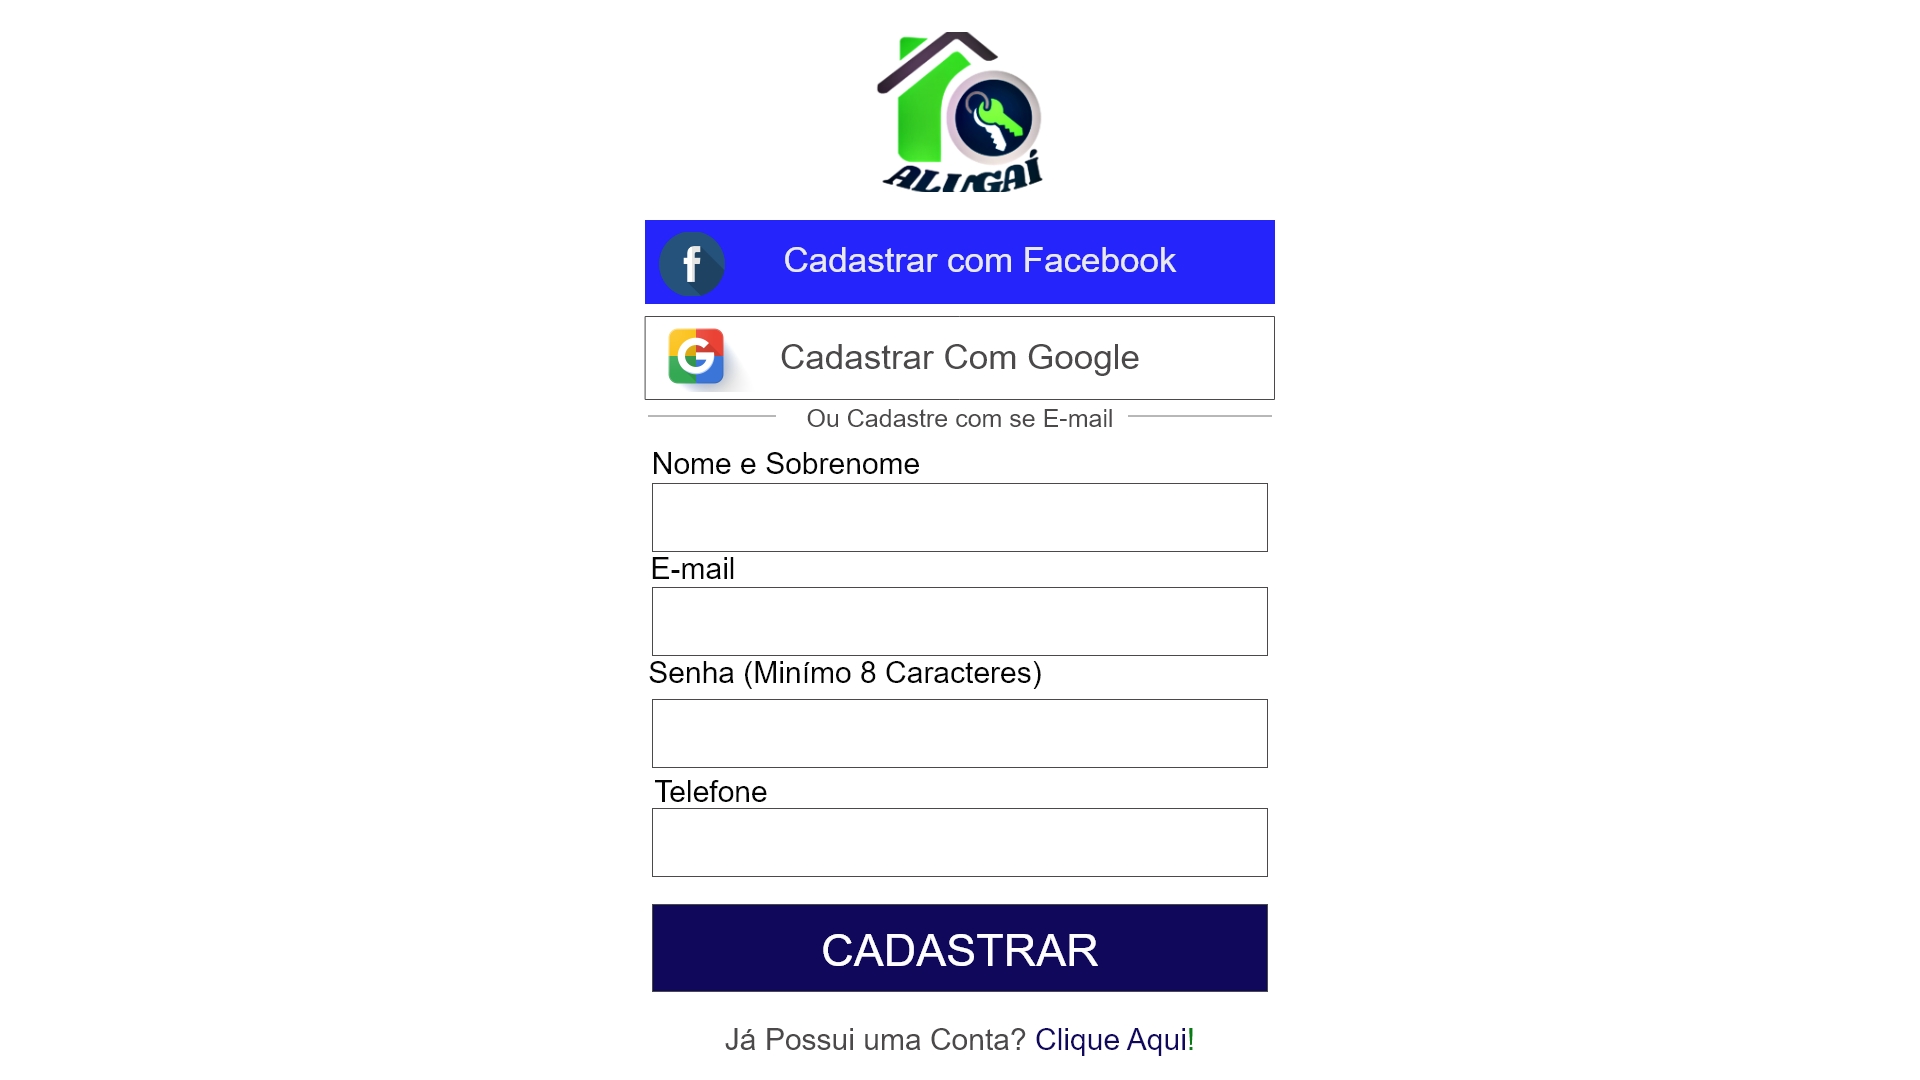 ALUGAÍ
Cadastrar com Facebook
Cadastrar Com Google
Ou Cadastre com se E-mail
Nome e Sobrenome
E-mail
Senha (Minímo 8 Caracteres)
Telefone
CADASTRAR
Já Possui uma Conta? Clique Aqui!